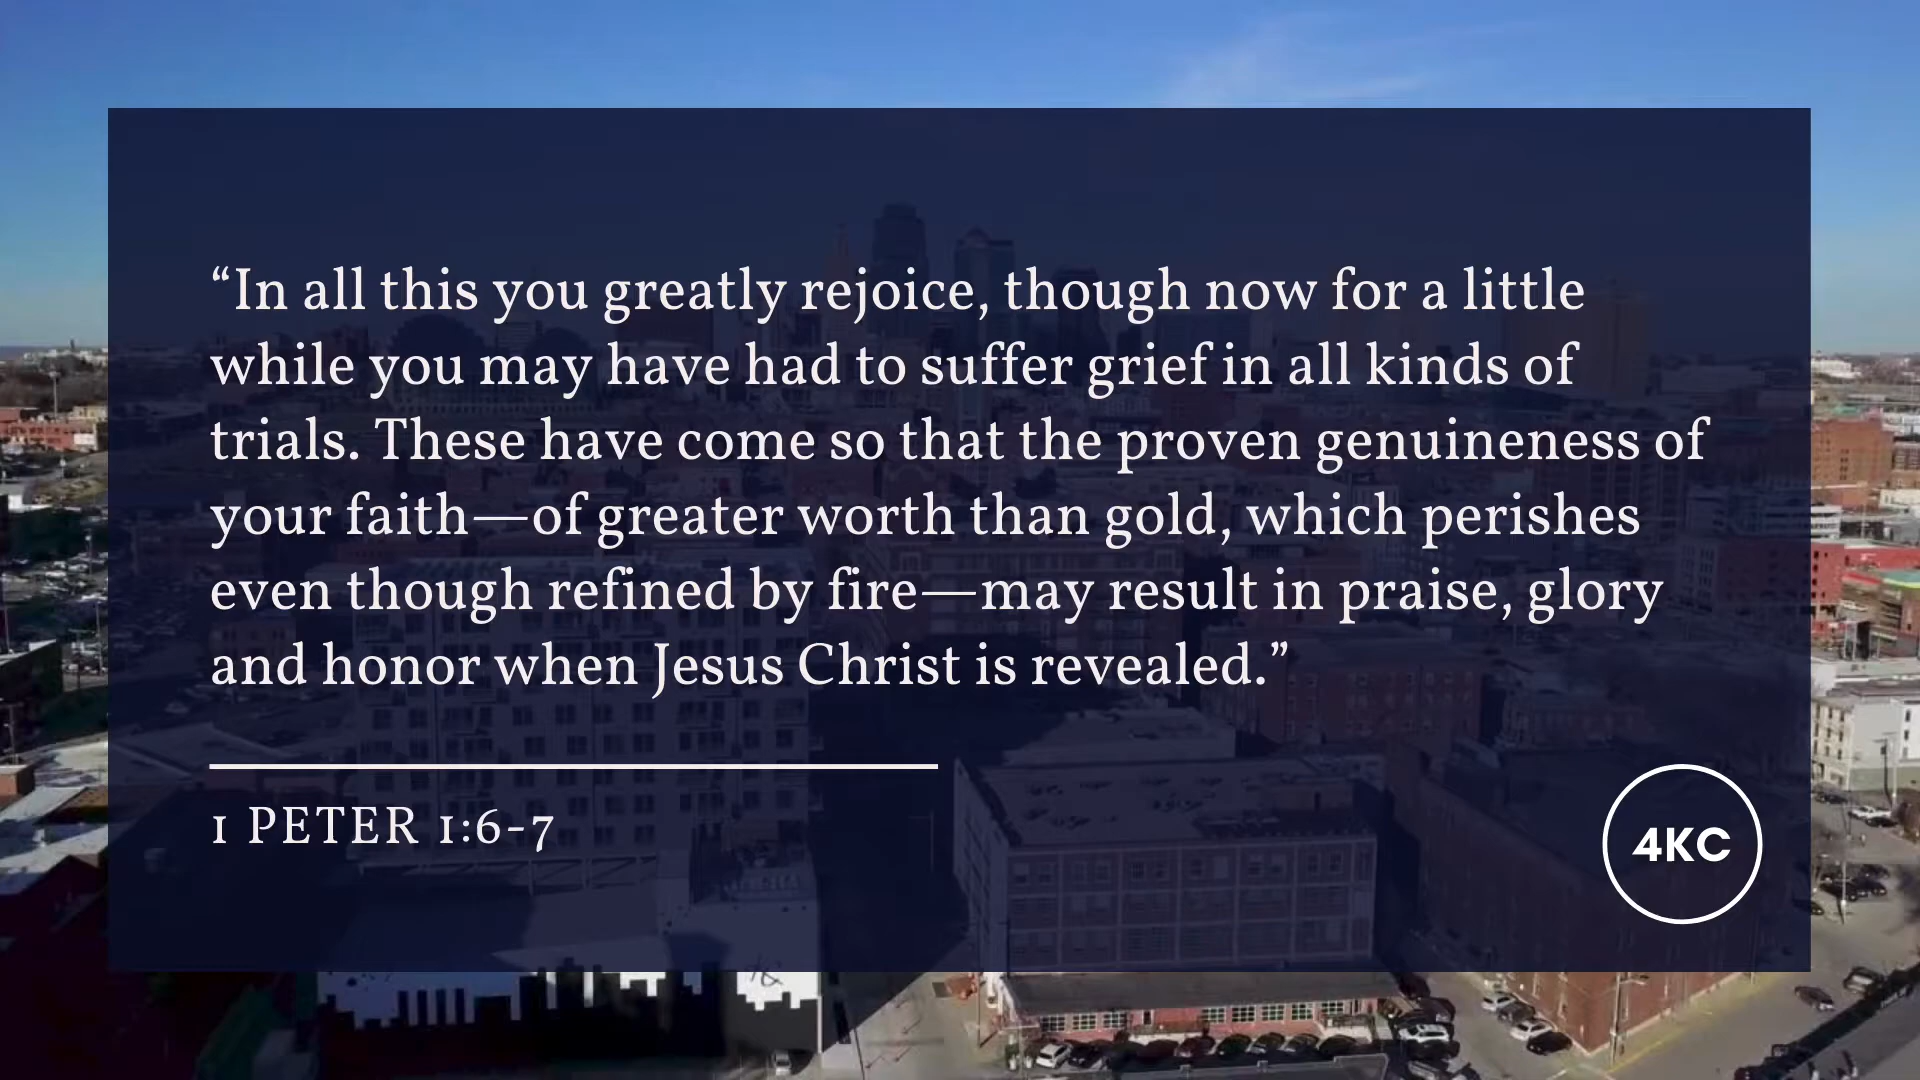 “In all this you greatly rejoice, though now for a little
while you may have had to suffer grief in all kinds of
trials. These have come so that the proven genuineness of
your faith—of greater worth than gold, which perishes
even though refined by fire—may result in praise, glory
and honor when Jesus Christ is revealed.”
1 PETER 1:6-7
4KC